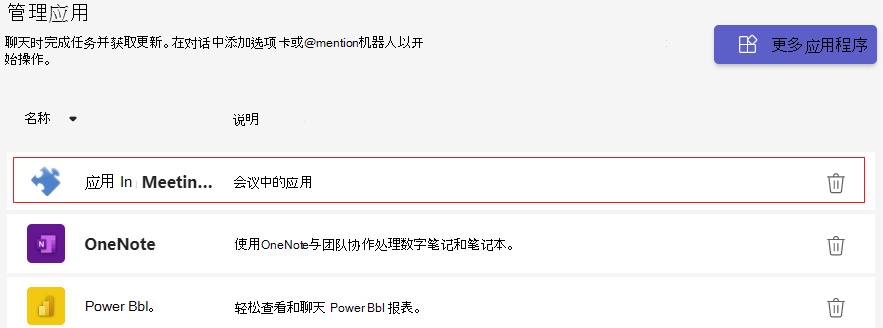 管理应用
聊天时完成任务并获取更新。在对话中添加选项卡或@mention机器人以开
始操作。
更多应用程序
名称 说明
应用 In Meetin... 会议中的应用
OneNote 使用OneNote与团队协作处理数字笔记和笔记本。
Power Bbl。 轻松查看和聊天 Power Bbl 报表。